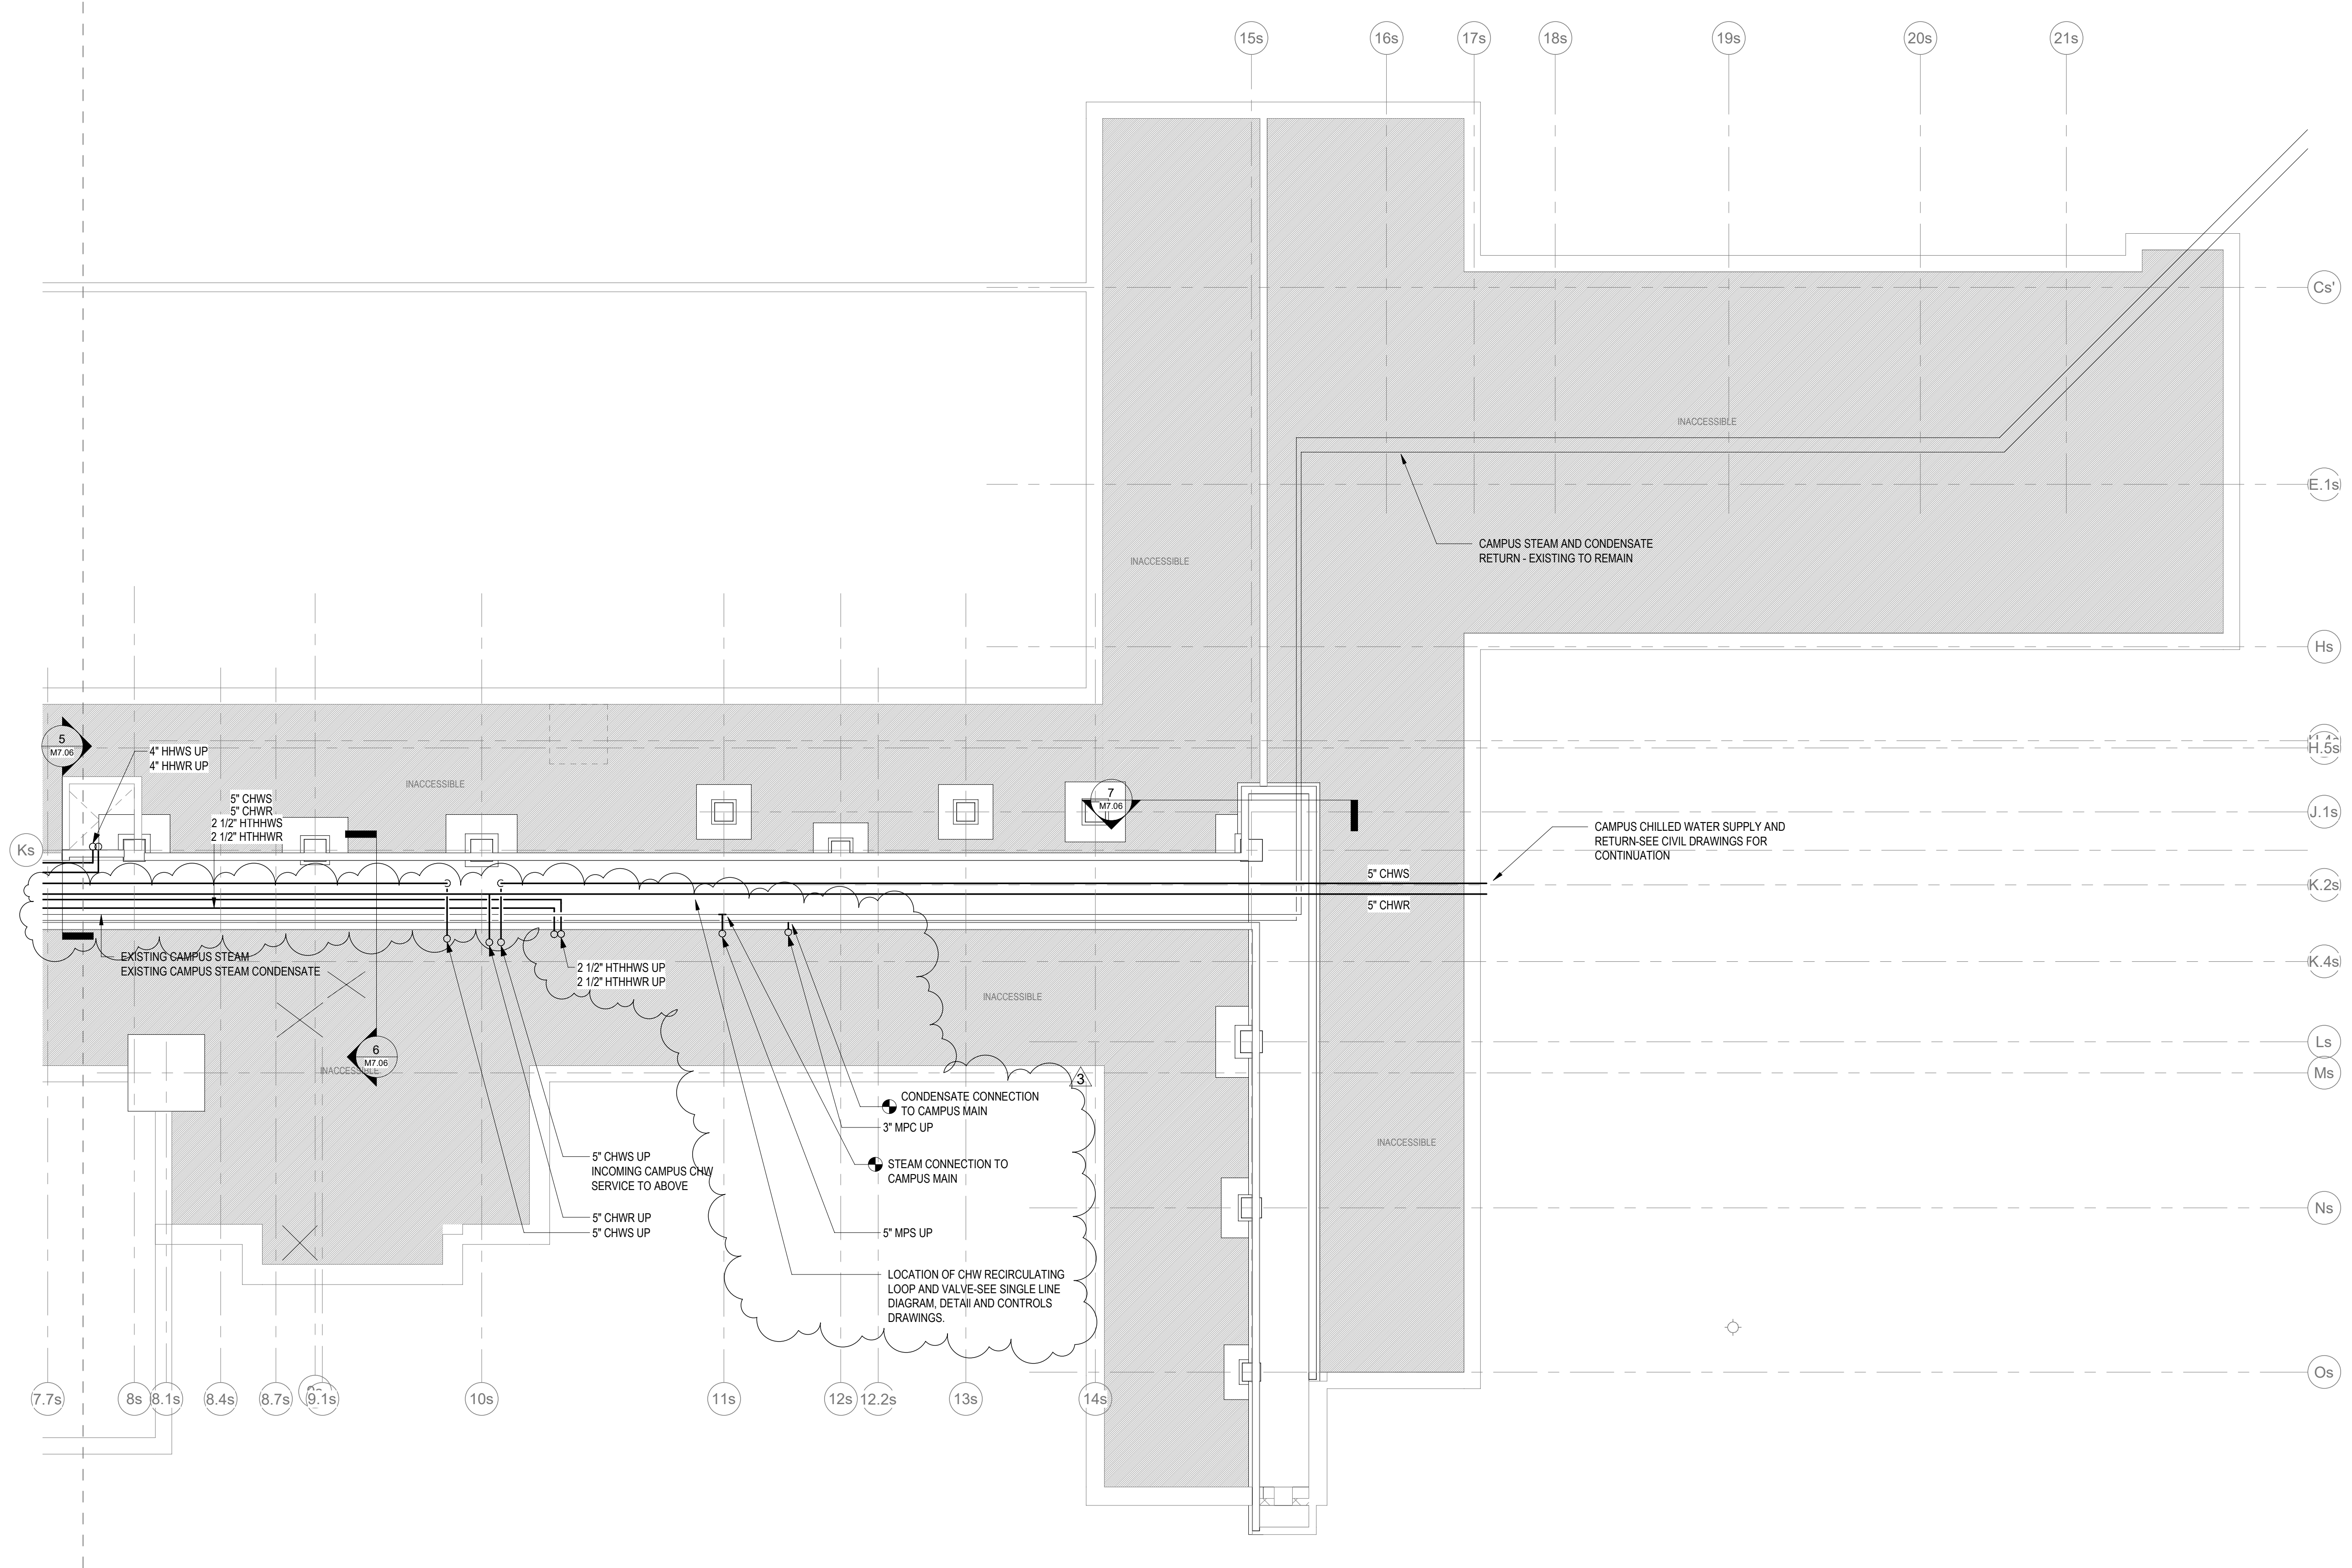 15s
16s
17s
18s
19s
20s
21s
Cs'
INACCESSIBLE
E.1s
CAMPUS STEAM AND CONDENSATE
RETURN - EXISTING TO REMAIN
INACCESSIBLE
Hs
5
M7.06
4" HHWS UP
4" HHWR UP
H.5s
INACCESSIBLE
5" CHWS
5" CHWR
2 1/2" HTHHWS
2 1/2" HTHHWR
7
M7.06
J.1s
CAMPUS CHILLED WATER SUPPLY AND
RETURN-SEE CIVIL DRAWINGS FOR
CONTINUATION
Ks
5" CHWS
5" CHWR
K.2s
EXISTING CAMPUS STEAM
EXISTING CAMPUS STEAM CONDENSATE
2 1/2" HTHHWS UP
2 1/2" HTHHWR UP
K.4s
INACCESSIBLE
6
M7.06
INACCESSIBLE
Ls
Ms
3
CONDENSATE CONNECTION
TO CAMPUS MAIN
3" MPC UP
STEAM CONNECTION TO
CAMPUS MAIN
INACCESSIBLE
5" CHWS UP
INCOMING CAMPUS CHW
SERVICE TO ABOVE
5" CHWR UP
5" CHWS UP
5" MPS UP
Ns
LOCATION OF CHW RECIRCULATING
LOOP AND VALVE-SEE SINGLE LINE
DIAGRAM, DETAIl AND CONTROLS
DRAWINGS.
Os
7.7s
8s
8.1s
8.4s
8.7s
9.1s
10s
11s
12s
12.2s
13s
14s